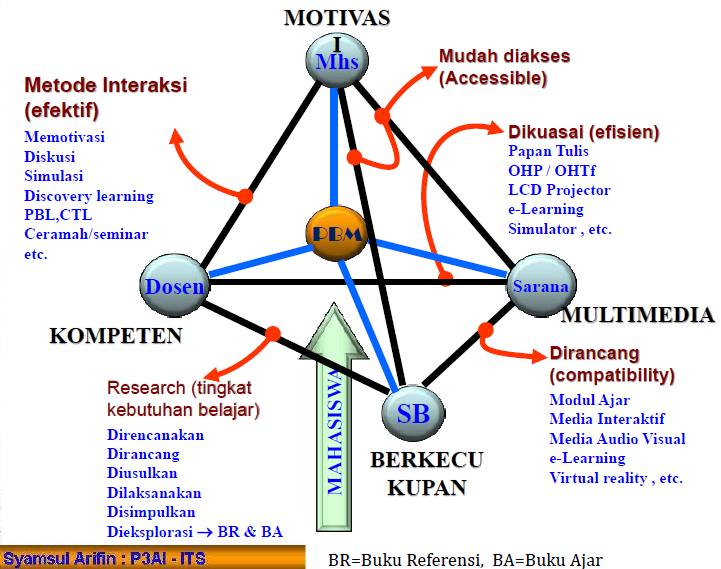 MOTIVAS
I
Mhs
Mudah diakses
(Accessible)
Metode Interaksi
(efektif)
Memotivasi
Diskusi
Simulasi
Discovery learning
PBL,CTL
Ceramah/seminar
etc.
Dikuasai (efisien)
Papan Tulis
OHP / OHTf
LCD Projector
e-Learning
Simulator , etc.
PBM
Dosen
Sarana
KOMPETEN
MULTIMEDIA
Dirancang
(compatibility)
Modul Ajar
Media Interaktif
Media Audio Visual
e-Learning
Virtual reality , etc.
Research (tingkat
kebutuhan belajar)
Direncanakan
Dirancang
Diusulkan
Dilaksanakan
Disimpulkan
Dieksplorasi → BR & BA
MAHASISWA
SB
BERKECU
KUPAN
Syamsul Arifin : P3AI - ITS
BR=Buku Referensi, BA=Buku Ajar